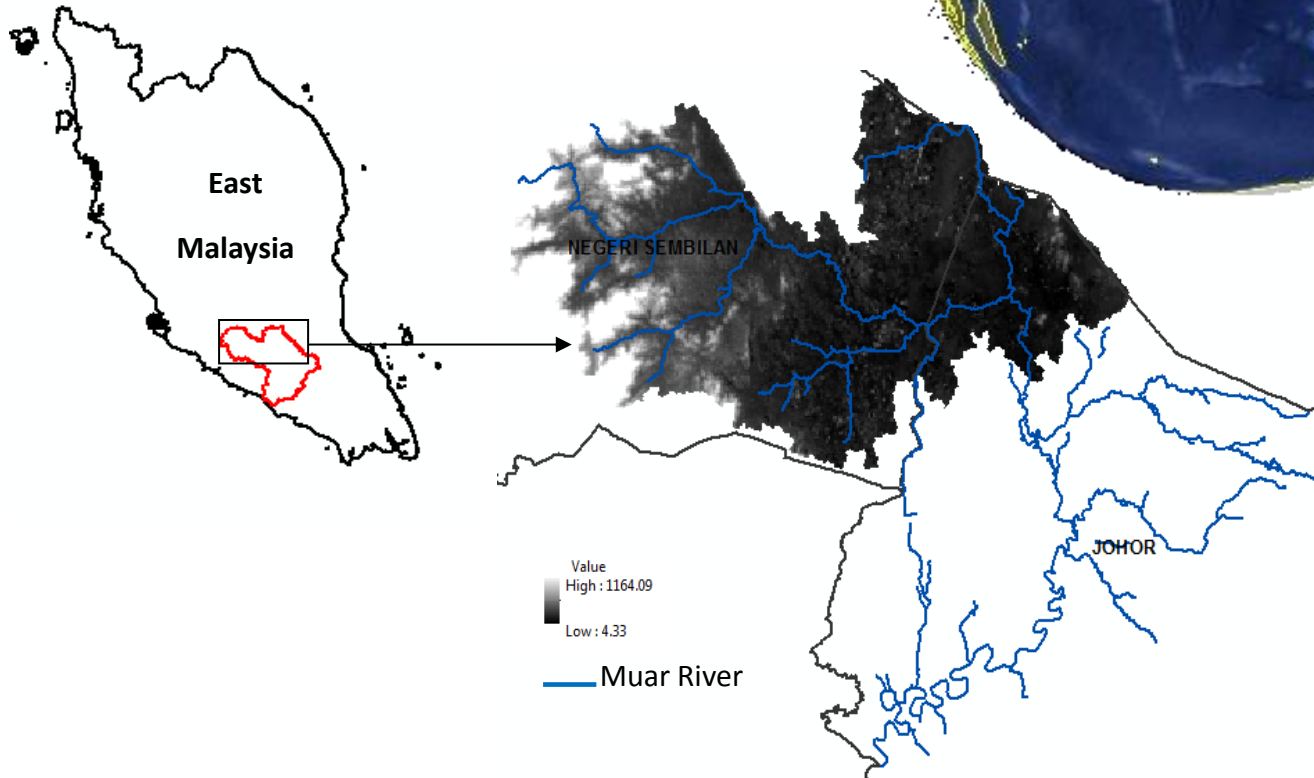 East
Malaysia
NEGERI SEMBILAN
JOHOR
Value
High : 1164.09
Low : 4.33
Muar River